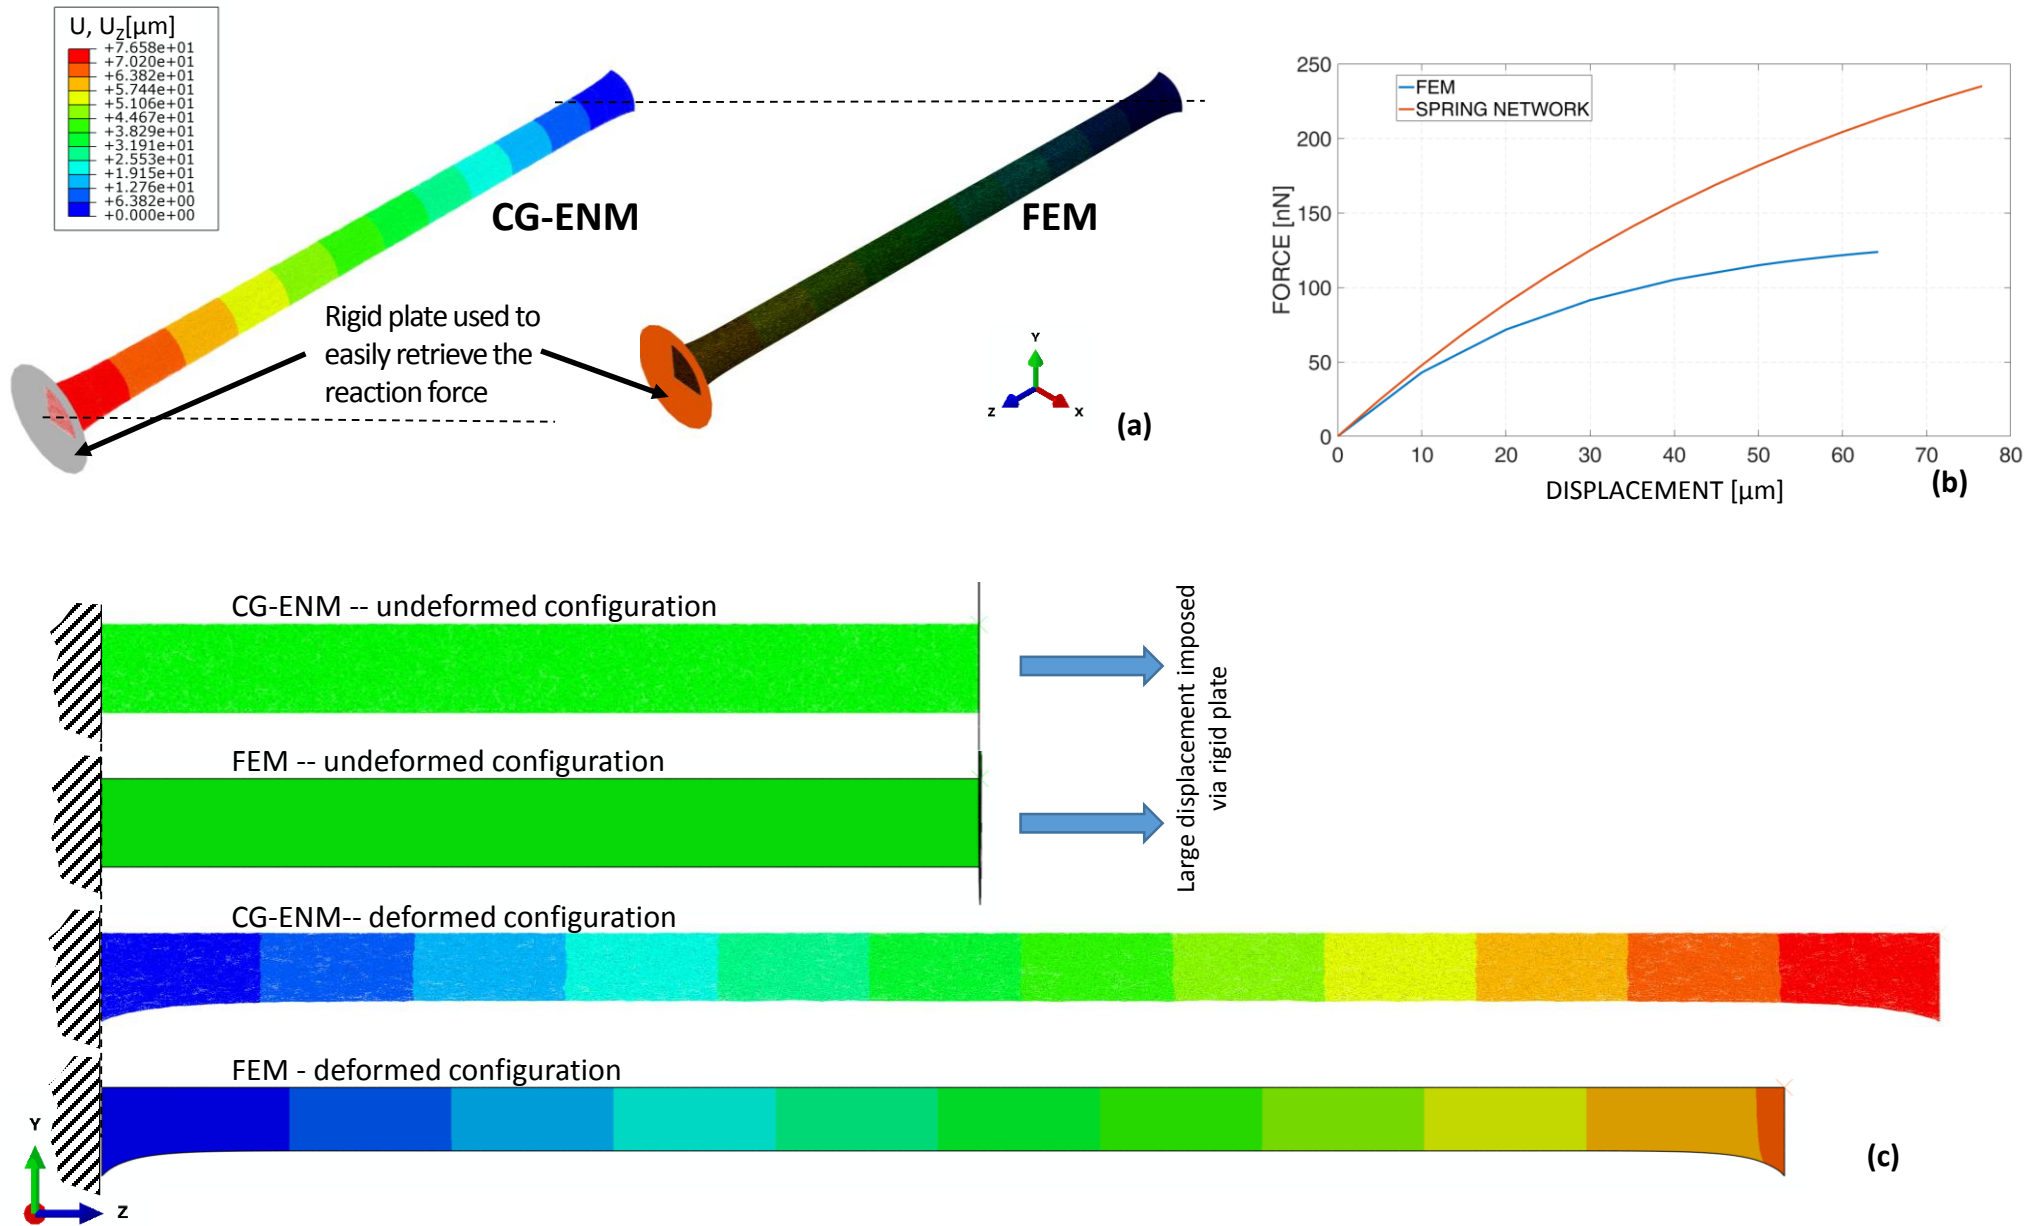 U, Uz[μm]
+7.658e+01
+7.020e+01
+6.382e+01
+5.744e+01
+5.106e+01
+4.467e+01
+3.829e+01
+3.191e+01
+2.553e+01
+1.915e+01
+1.276e+01
+6.382e+00
+0.000e+00
CG-ENM
FEM
Rigid plate used to
easily retrieve the
reaction force
Y
Z
X
(a)
250
200
150
100
50
0
FORCE [nN]
FEM
SPRING NETWORK
0 10 20 30 40 50 60 70 80
DISPLACEMENT [μm]
(b)
CG-ENM -- undeformed configuration
FEM -- undeformed configuration
Large displacement imposed
via rigid plate
CG-ENM-- deformed configuration
FEM - deformed configuration
Y
Z
(c)